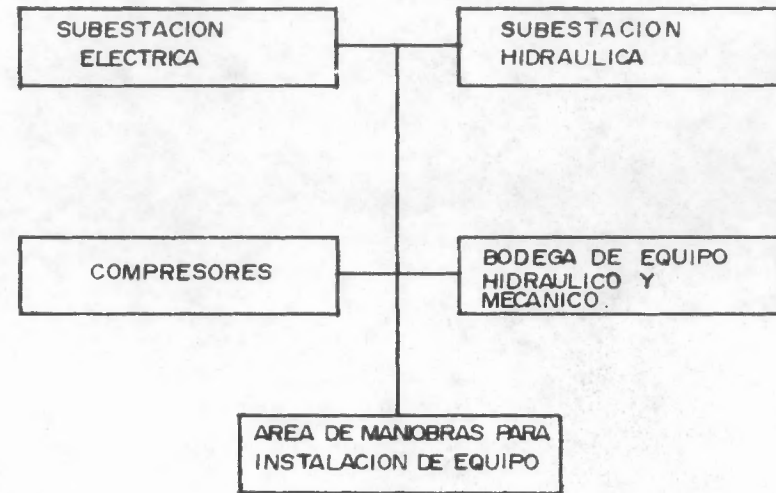 SUBESTACION
ELECTRICA
SUBESTACION
HIDRAULICA
COMPRESORES
BODEGA DE EQUIPO
HIDRAULICO Y
MECANICO.
AREA DE MANIOBRAS PARA
INSTALACION DE EQUIPO